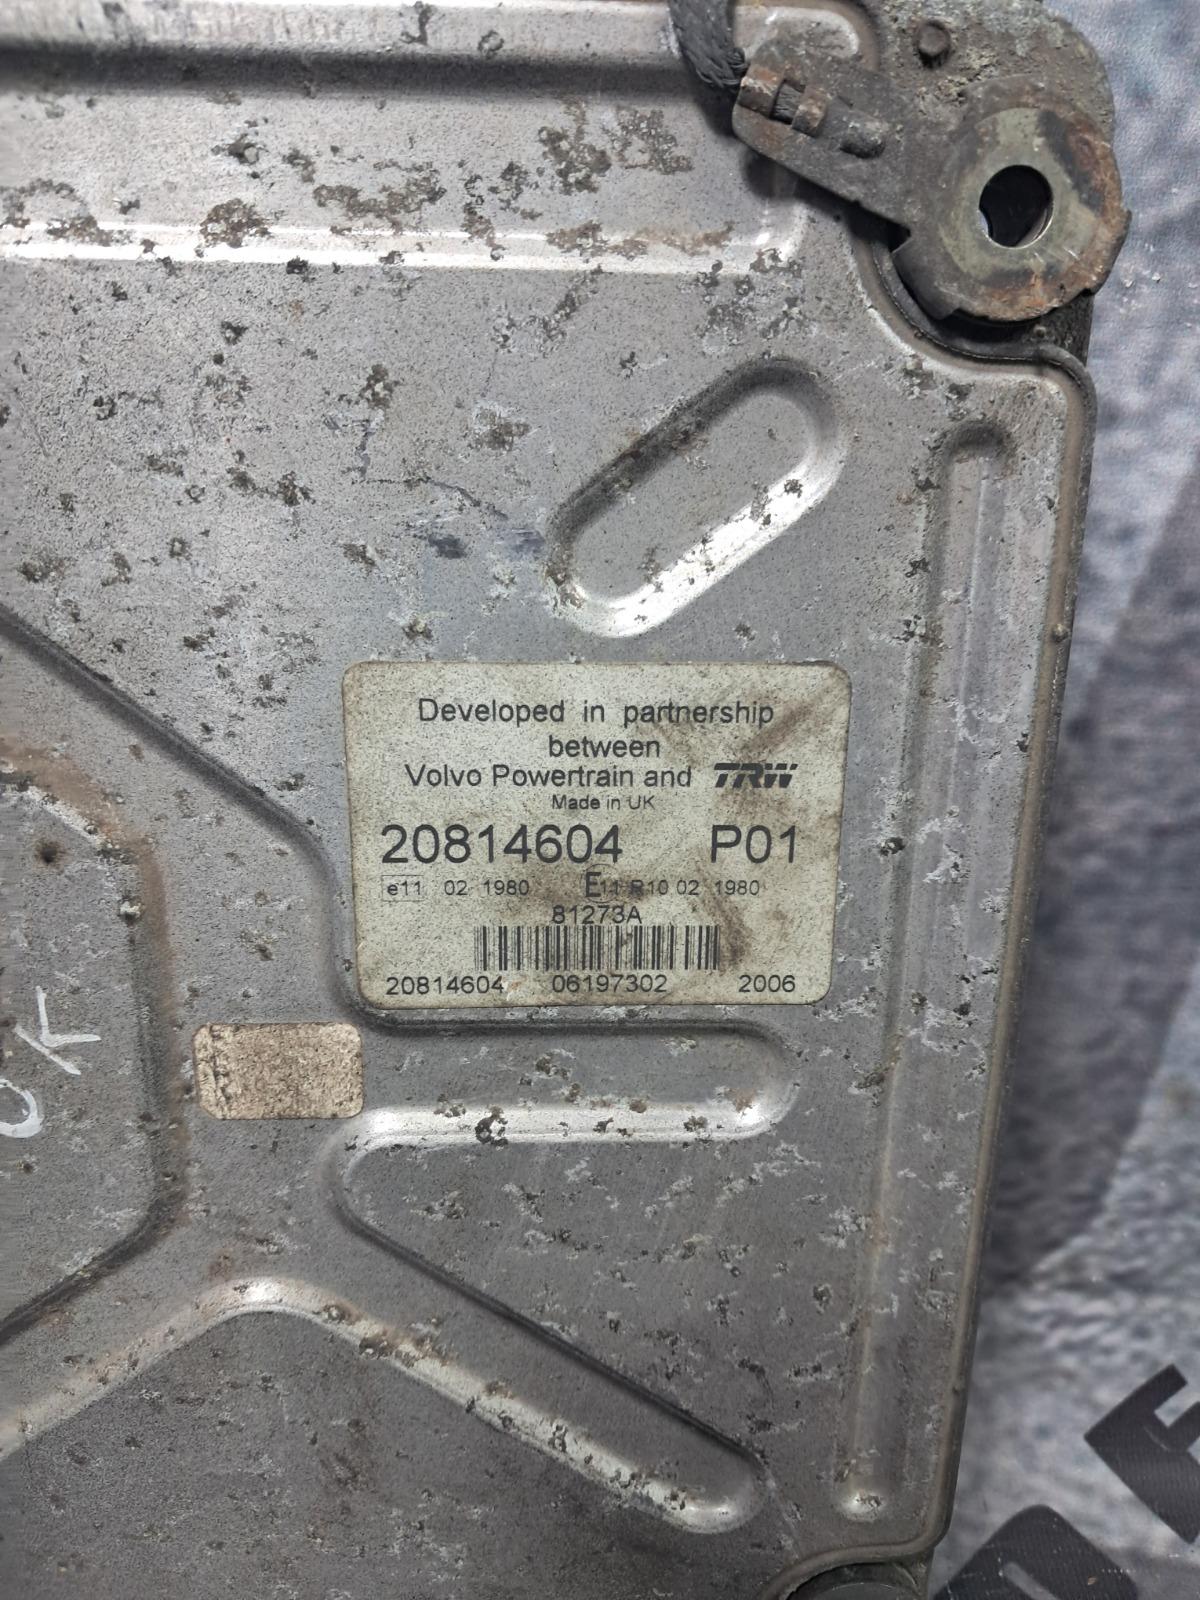 Developed in partnership
between
Volvo Powertrain and TRW
Made in UK
20814604 P01
e11 02 1980 E11 R10 02 1980
81273A
20814604 06197302 2006
OK